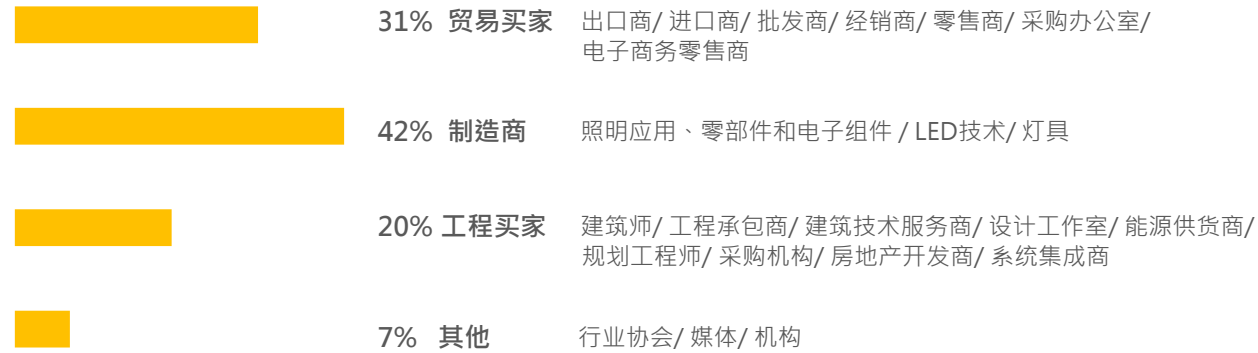 31% 贸易买家 出口商/ 进口商/ 批发商/ 经销商/ 零售商/ 采购办公室/
电子商务零售商
42% 制造商 照明应用、零部件和电子组件 / LED技术/ 灯具
20% 工程买家 建筑师/ 工程承包商/ 建筑技术服务商/ 设计工作室/ 能源供货商/
规划工程师/ 采购机构/ 房地产开发商/ 系统集成商
7% 其他 行业协会/ 媒体/ 机构